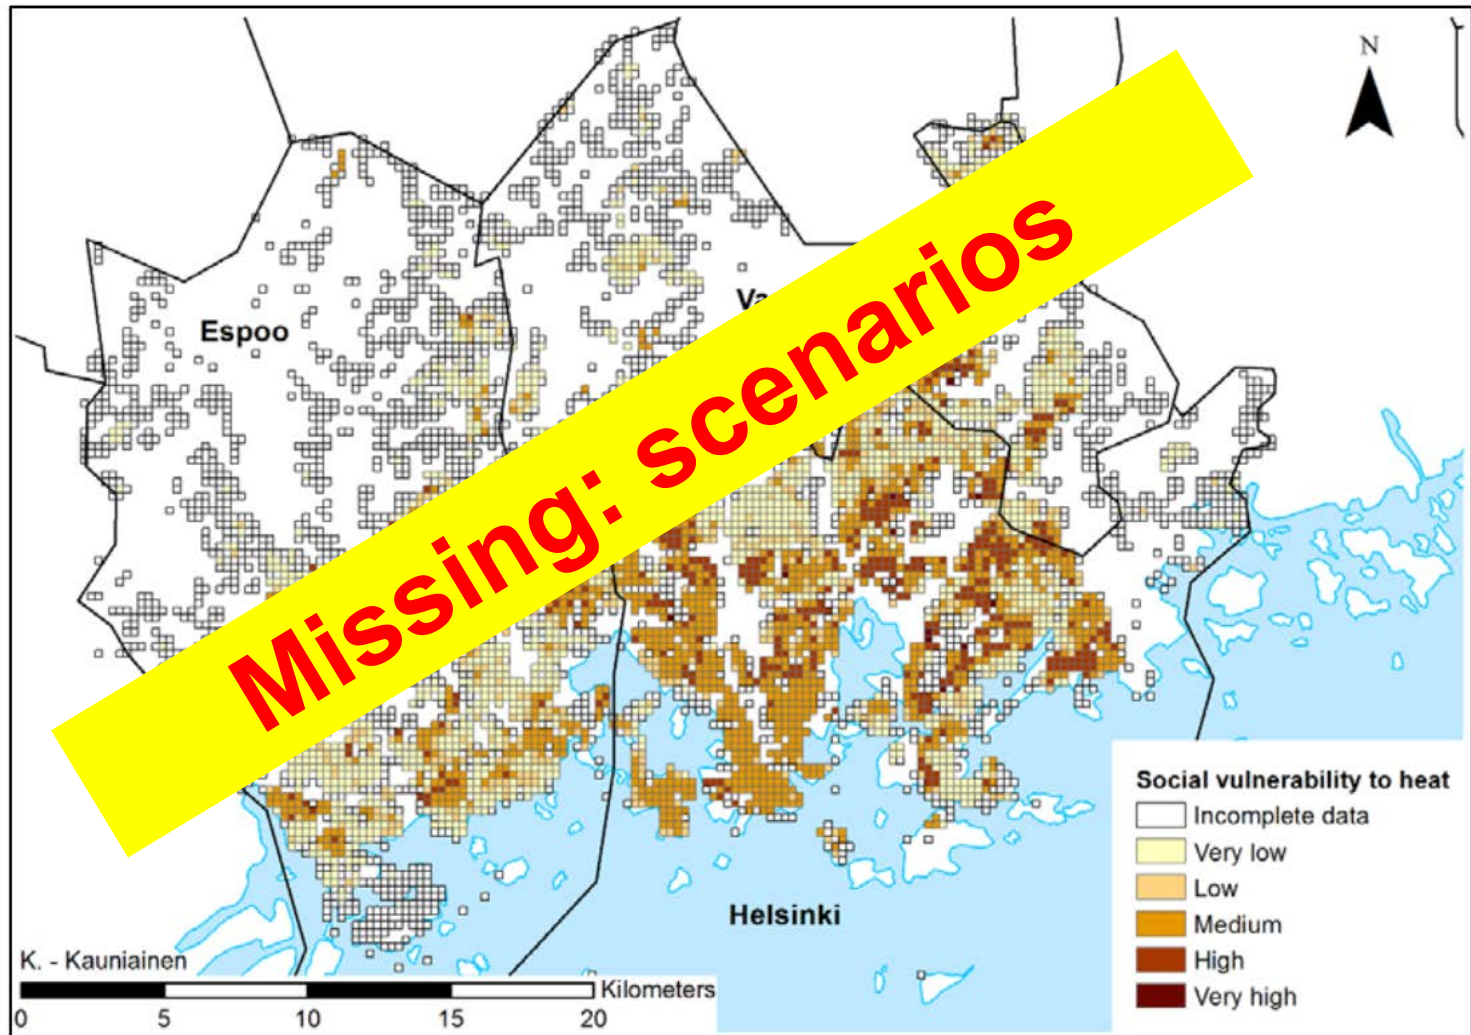 N
Espoo
Va
Missing: scenarios
Helsinki
Social vulnerability to heat
Incomplete data
Very low
Low
Medium
High
Very high
K. - Kauniainen
Kilometers
0 5 10 15 20